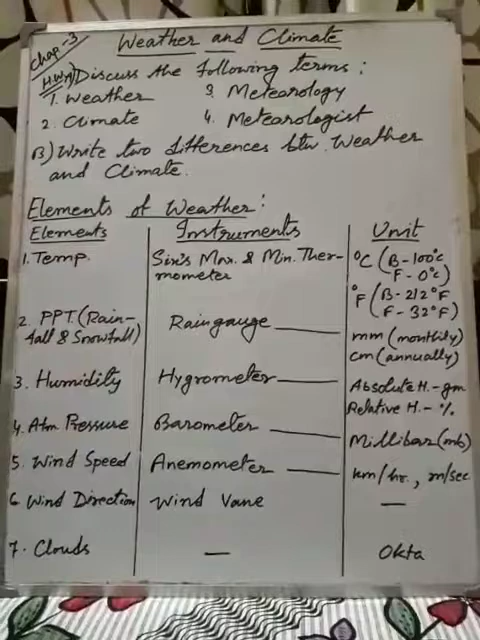 Chap-3
Weather and Climate
H.W. A) Discuss the following terms:
1. Weather 3. Meteorology
2. Climate 4. Meteorologist
B) Write two differences btw. Weather
and Climate.
Elements of Weather:
Elements Instruments Unit
1. Temp. Six's Max. & Min. Ther-
mometer
°C (B-100°c
F-0°c)
°F (B-212°F
F-32°F)
2. PPT (Rain-
fall & Snowfall)
Raingauge
mm (monthly)
cm (annually)
3. Humidity Hygrometer
Absolute H.- gm
Relative H.- %
4. Atm Pressure Barometer Millibar (mb)
5. Wind Speed Anemometer km/hr., m/sec
6. Wind Direction Wind Vane —
7. Clouds — Okta